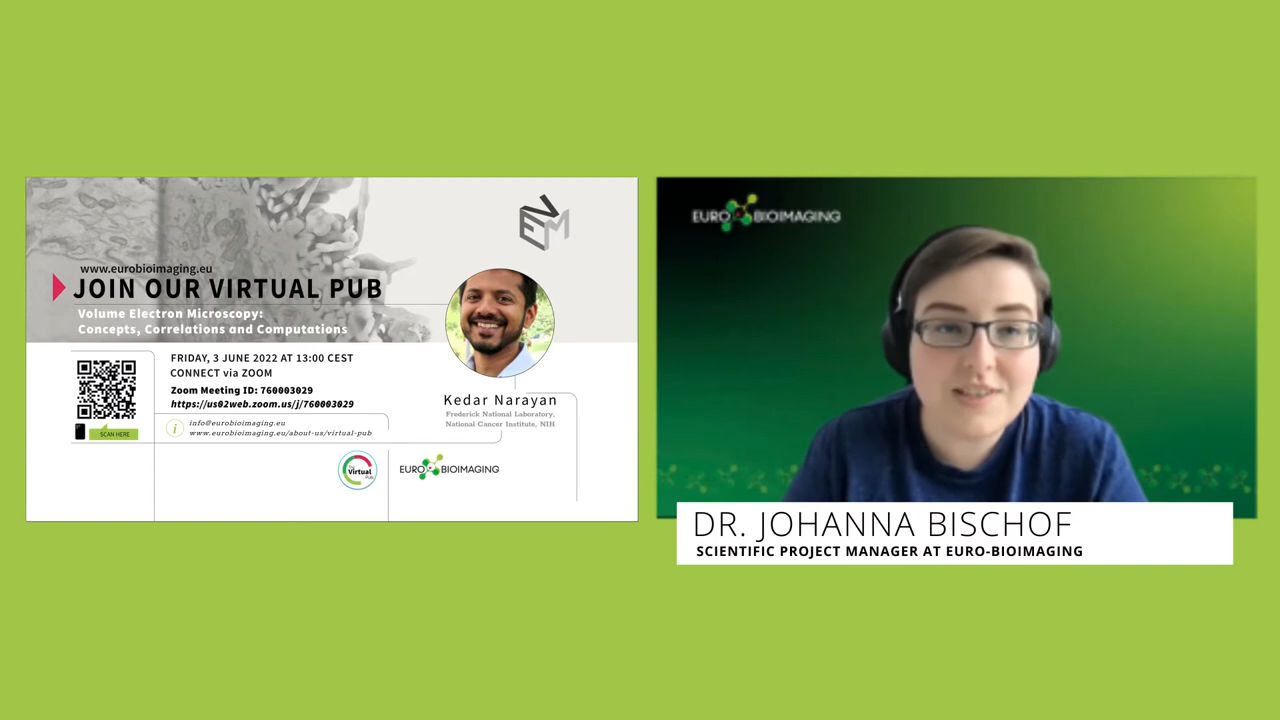 VEM
www.eurobioimaging.eu
JOIN OUR VIRTUAL PUB
Volume Electron Microscopy:
Concepts, Correlations and Computations
FRIDAY, 3 JUNE 2022 AT 13:00 CEST
CONNECT via ZOOM
Zoom Meeting ID: 760003029
https://us02web.zoom.us/j/760003029
SCAN HERE
i
info@eurobioimaging.eu
www.eurobioimaging.eu/about-us/virtual-pub
Kedar Narayan
Frederick National Laboratory,
National Cancer Institute, NIH
Virtual
Pub
EURO BIOIMAGING
EURO BIOIMAGING
DR. JOHANNA BISCHOF
SCIENTIFIC PROJECT MANAGER AT EURO-BIOIMAGING